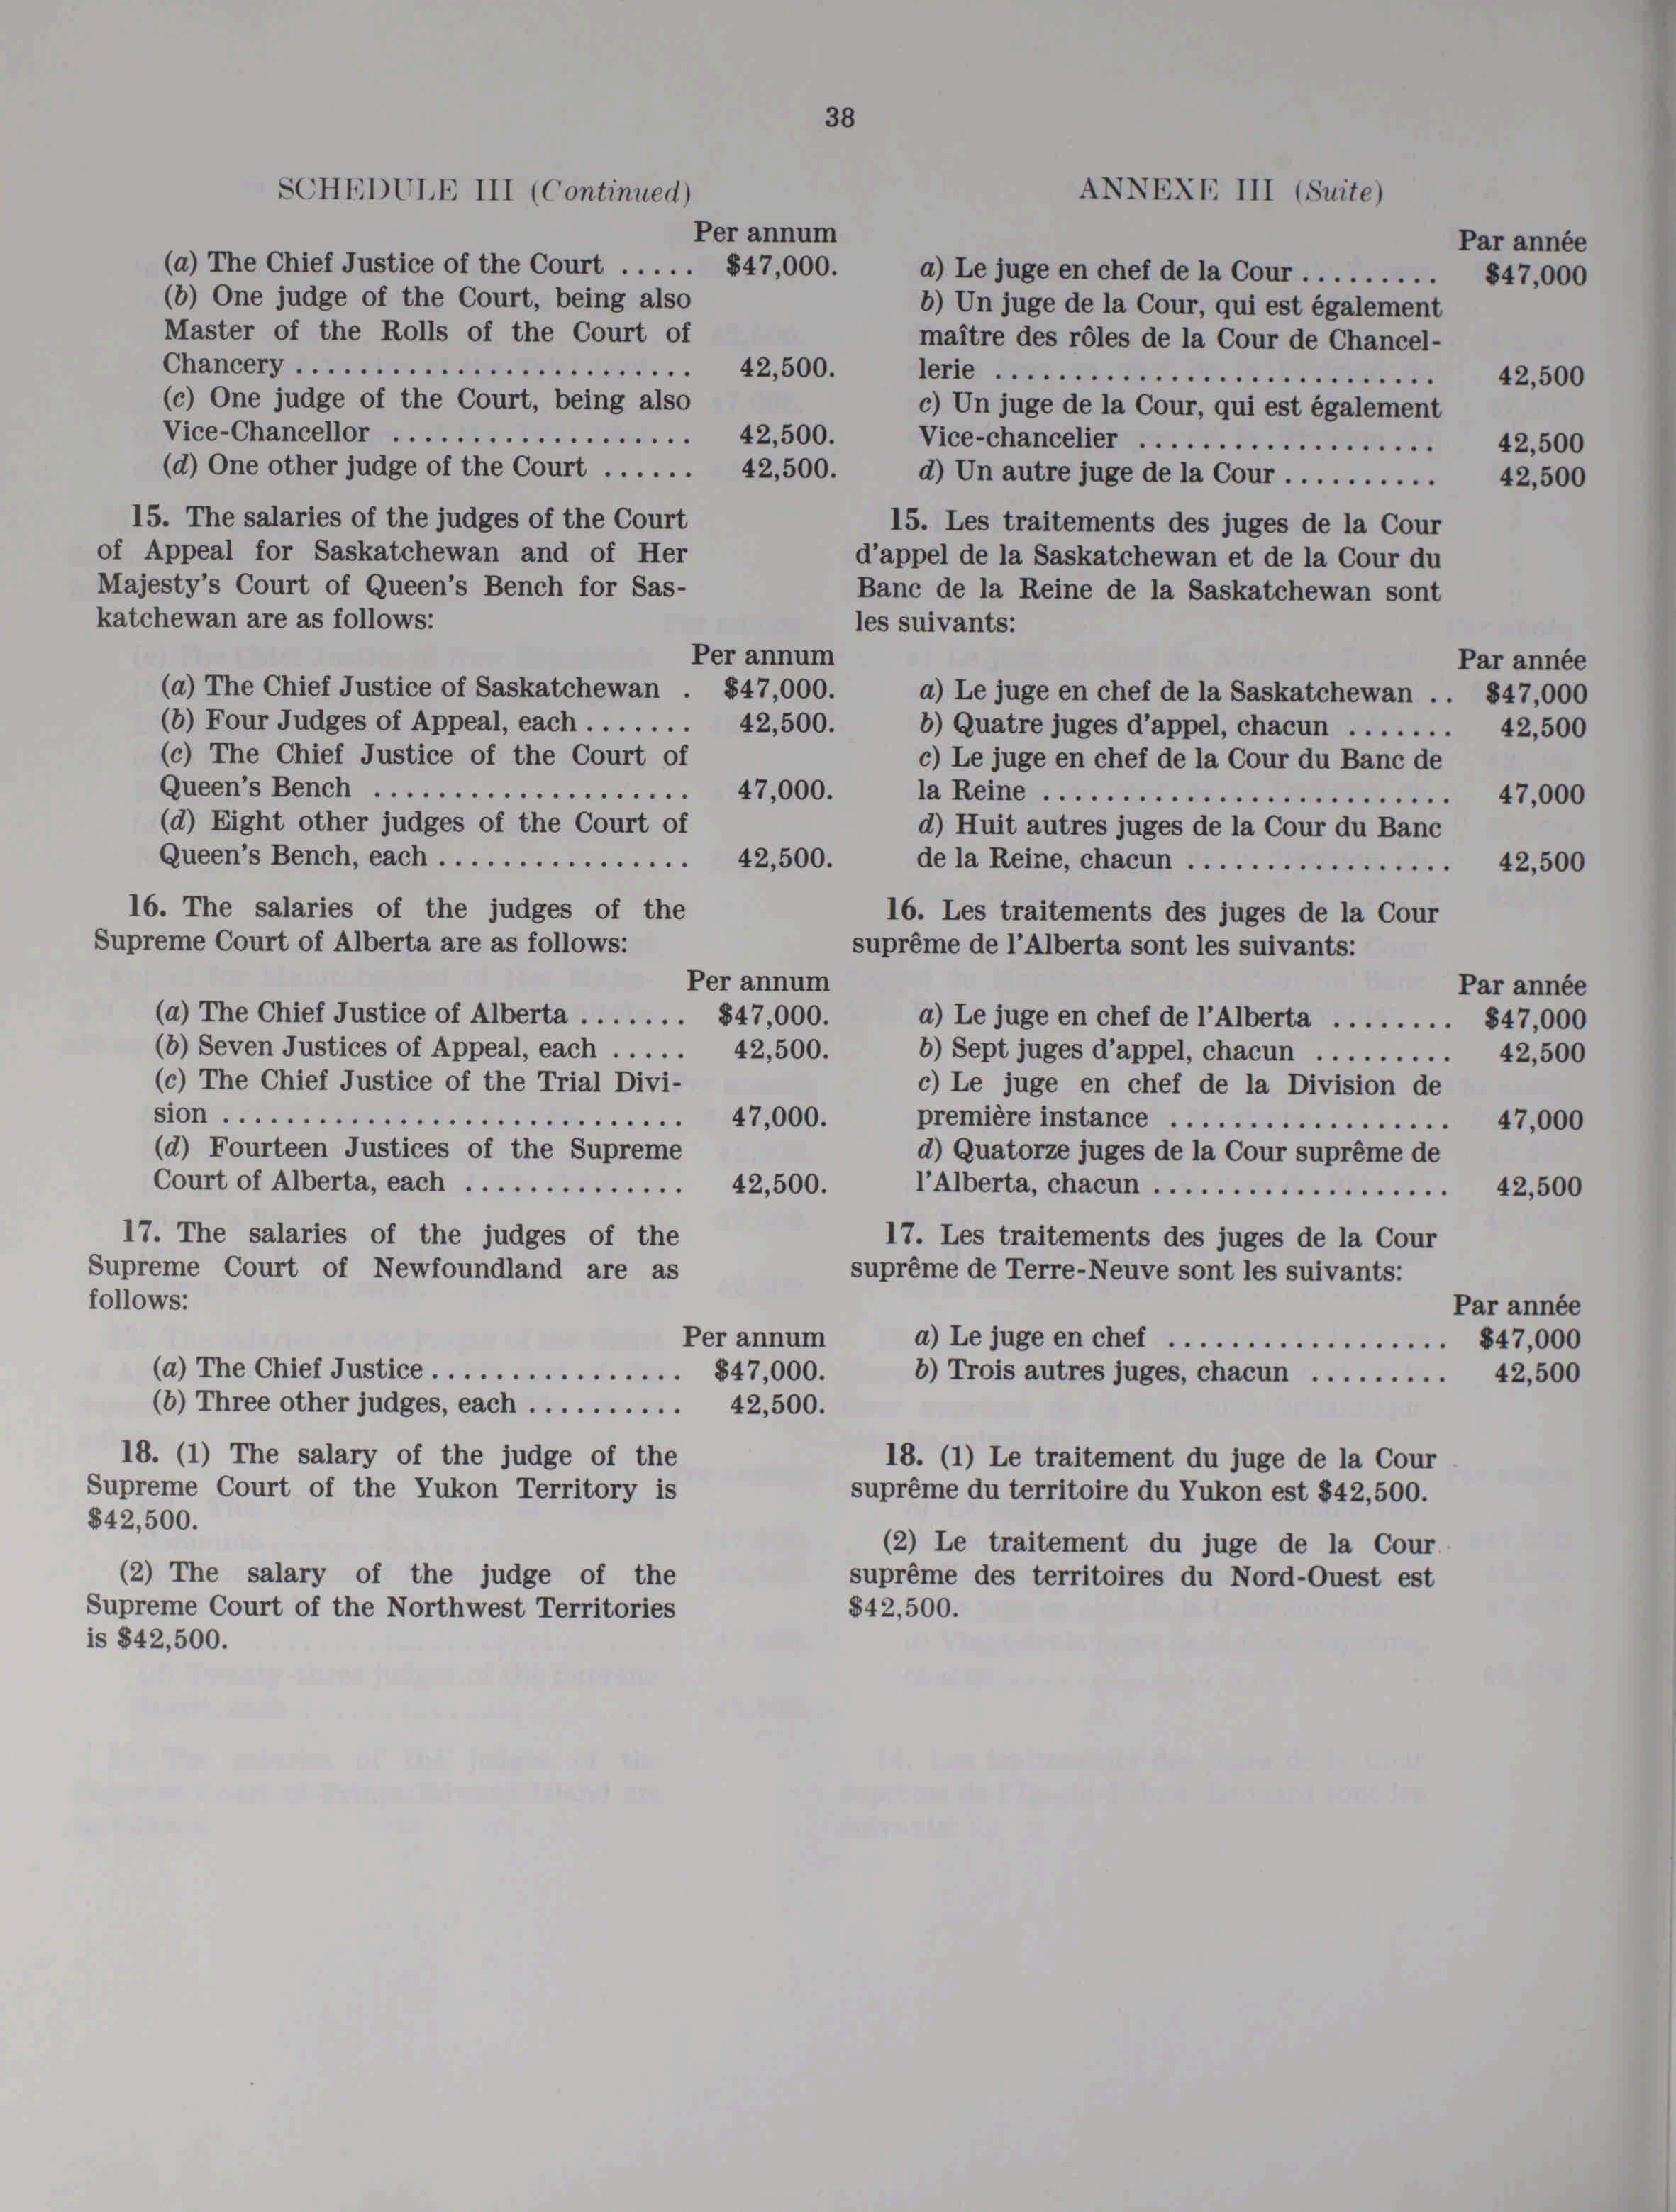 38
SCHEDULE III (Continued)
Per annum
(a) The Chief Justice of the Court ..... $47,000.
(b) One judge of the Court, being also
Master of the Rolls of the Court of
Chancery ......................... 42,500.
(c) One judge of the Court, being also
Vice-Chancellor ................... 42,500.
(d) One other judge of the Court ...... 42,500.
15. The salaries of the judges of the Court
of Appeal for Saskatchewan and of Her
Majesty's Court of Queen's Bench for Sas-
katchewan are as follows:
Per annum
(a) The Chief Justice of Saskatchewan . $47,000.
(b) Four Judges of Appeal, each ....... 42,500.
(c) The Chief Justice of the Court of
Queen's Bench .................... 47,000.
(d) Eight other judges of the Court of
Queen's Bench, each ................ 42,500.
16. The salaries of the judges of the
Supreme Court of Alberta are as follows:
Per annum
(a) The Chief Justice of Alberta ....... $47,000.
(b) Seven Justices of Appeal, each ..... 42,500.
(c) The Chief Justice of the Trial Divi-
sion ............................. 47,000.
(d) Fourteen Justices of the Supreme
Court of Alberta, each .............. 42,500.
17. The salaries of the judges of the
Supreme Court of Newfoundland are as
follows:
Per annum
(a) The Chief Justice ................ $47,000.
(b) Three other judges, each .......... 42,500.
18. (1) The salary of the judge of the
Supreme Court of the Yukon Territory is
$42,500.
(2) The salary of the judge of the
Supreme Court of the Northwest Territories
is $42,500.
ANNEXE III (Suite)
Par année
a) Le juge en chef de la Cour ......... $47,000
b) Un juge de la Cour, qui est également
maître des rôles de la Cour de Chancel-
lerie ............................ 42,500
c) Un juge de la Cour, qui est également
Vice-chancelier ................... 42,500
d) Un autre juge de la Cour .......... 42,500
15. Les traitements des juges de la Cour
d'appel de la Saskatchewan et de la Cour du
Banc de la Reine de la Saskatchewan sont
les suivants:
Par année
a) Le juge en chef de la Saskatchewan .. $47,000
b) Quatre juges d'appel, chacun ....... 42,500
c) Le juge en chef de la Cour du Banc de
la Reine .......................... 47,000
d) Huit autres juges de la Cour du Banc
de la Reine, chacun ................. 42,500
16. Les traitements des juges de la Cour
suprême de l'Alberta sont les suivants:
Par année
a) Le juge en chef de l'Alberta ........ $47,000
b) Sept juges d'appel, chacun ......... 42,500
c) Le juge en chef de la Division de
première instance .................. 47,000
d) Quatorze juges de la Cour suprême de
l'Alberta, chacun ................... 42,500
17. Les traitements des juges de la Cour
suprême de Terre-Neuve sont les suivants:
Par année
a) Le juge en chef .................. $47,000
b) Trois autres juges, chacun ......... 42,500
18. (1) Le traitement du juge de la Cour
suprême du territoire du Yukon est $42,500.
(2) Le traitement du juge de la Cour
suprême des territoires du Nord-Ouest est
$42,500.